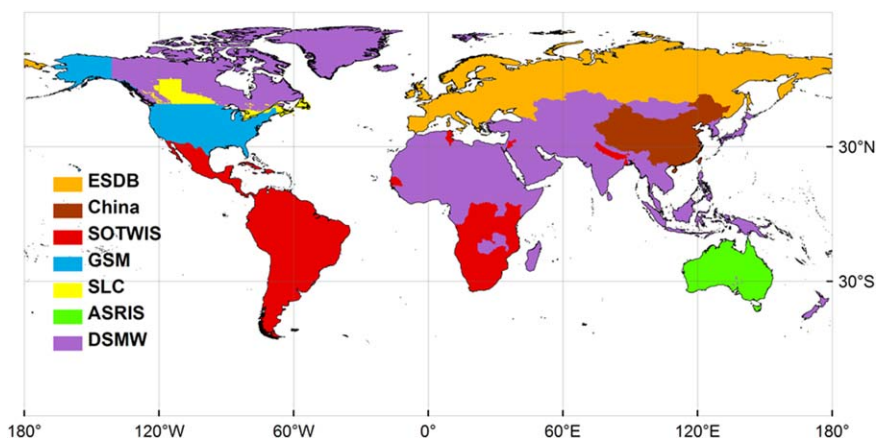 30°N
ESDB
China
SOTWIS
GSM
SLC
30°S
ASRIS
DSMW
180°
120°W
60°W
0°
60°E
120°E
180°